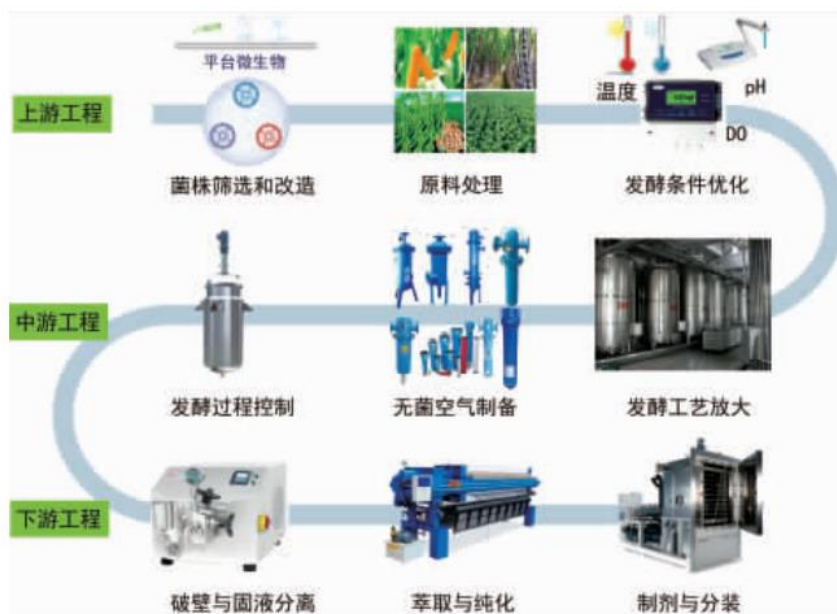 平台微生物
上游工程
温度
pH
DO
菌株筛选和改造
原料处理
发酵条件优化
中游工程
发酵过程控制
无菌空气制备
发酵工艺放大
下游工程
破壁与固液分离
萃取与纯化
制剂与分装